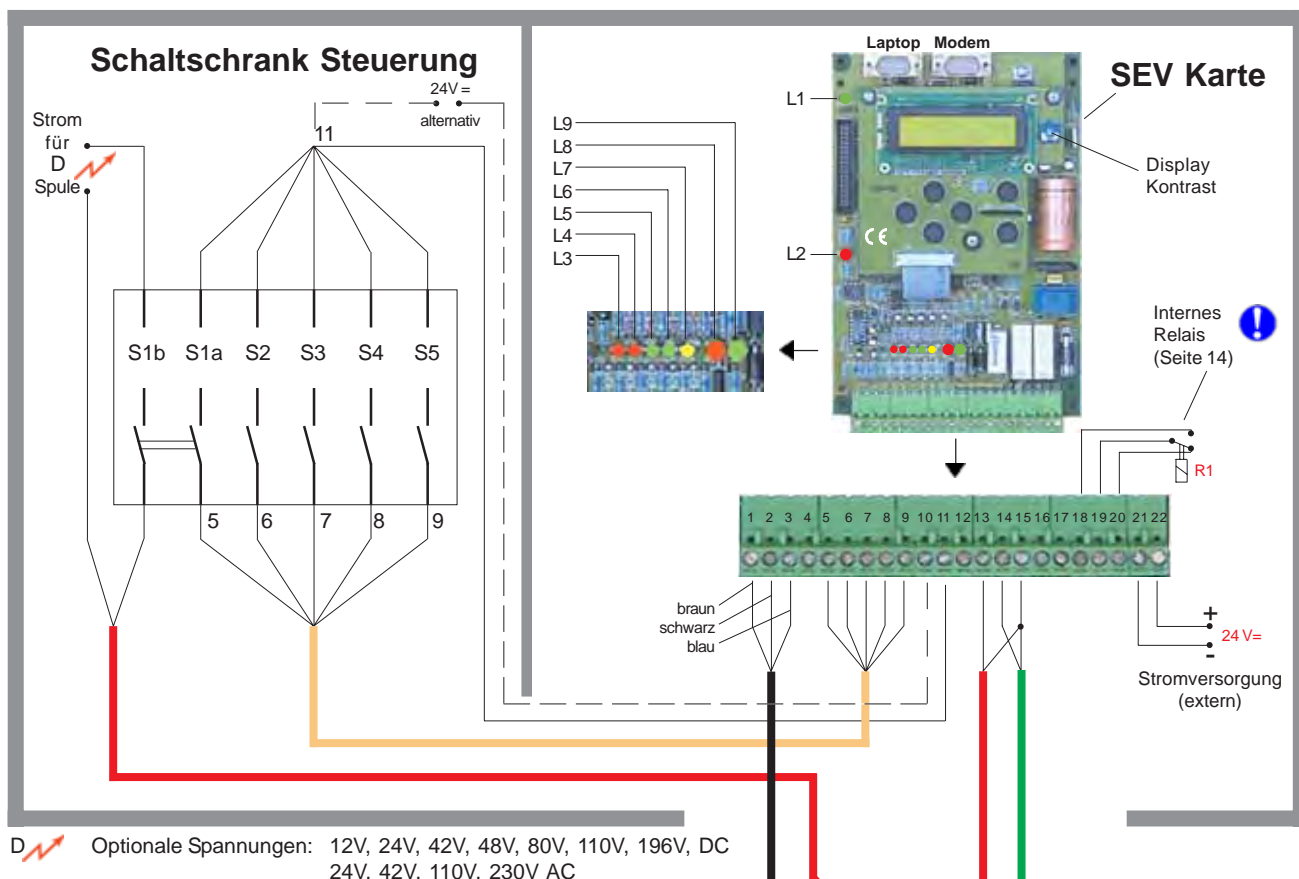 Schaltschrank Steuerung
24V =
alternativ
11
Strom
für
D
Spule
S1b S1a S2 S3 S4 S5
5 6 7 8 9
Laptop Modem
SEV Karte
L1
L9
L8
L7
L6
L5
L4
L3
L2
CE
Display
Kontrast
Internes
Relais
(Seite 14)
!
R1
1 2 3 4 5 6 7 8 9 10 11 12 13 14 15 16 17 18 19 20 21 22
braun
schwarz
blau
+
24 V=
-
Stromversorgung
(extern)
D Optionale Spannungen: 12V, 24V, 42V, 48V, 80V, 110V, 196V, DC
24V, 42V, 110V, 230V AC